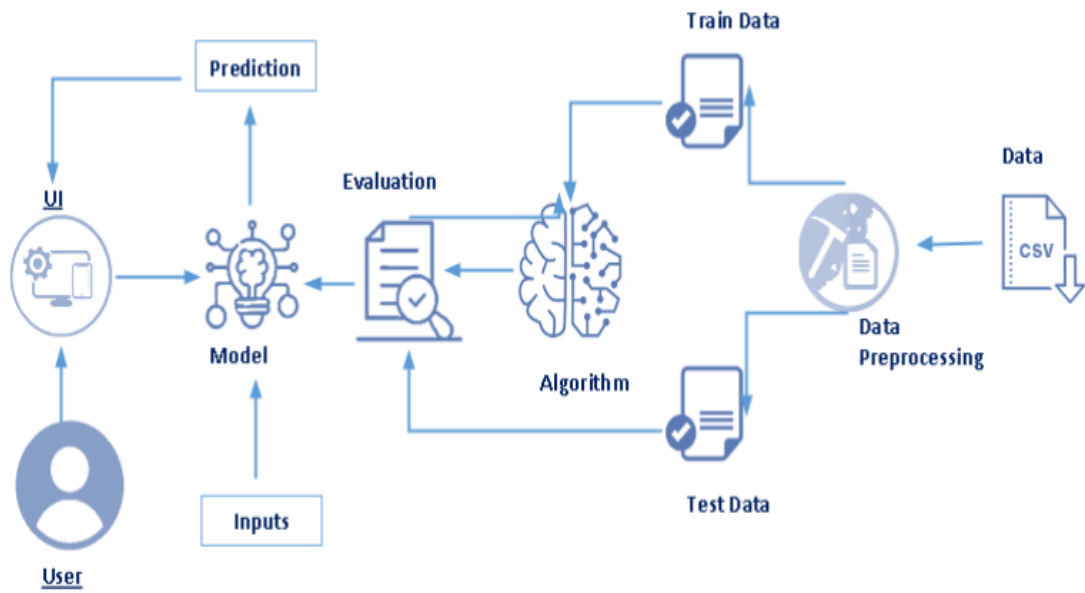 Train Data
Prediction
Data
Evaluation
UI
CSV
Data
Preprocessing
Model
Algorithm
Inputs
Test Data
User